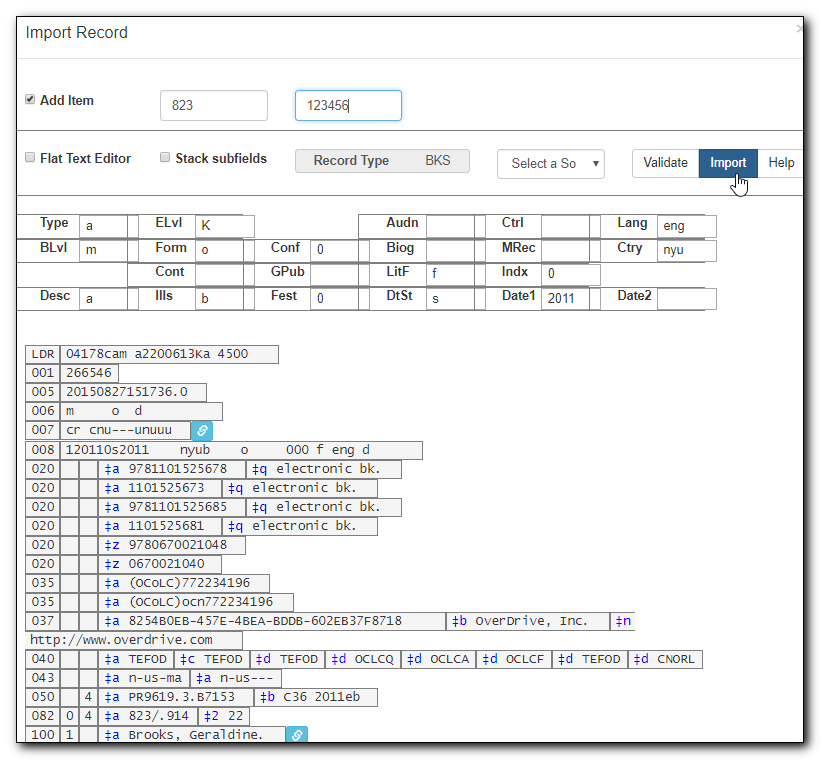 Import Record ×
Add Item 823 123456
Flat Text Editor Stack subfields Record Type BKS Select a So Validate Import Help
Type a ELvl K Audn Ctrl Lang eng
BLvl m Form o Conf 0 Biog MRec Ctry nyu
Cont GPub LitF f Indx 0
Desc a Ills b Fest 0 DtSt s Date1 2011 Date2
LDR 04178cam a2200613Ka 4500
001 266546
005 20150827151736.0
006 m o d
007 cr cnu---unuuu
008 120110s2011 nyub o 000 f eng d
020 ‡a 9781101525678 ‡q electronic bk.
020 ‡a 1101525673 ‡q electronic bk.
020 ‡a 9781101525685 ‡q electronic bk.
020 ‡a 1101525681 ‡q electronic bk.
020 ‡z 9780670021048
020 ‡z 0670021040
035 ‡a (OCoLC)772234196
035 ‡a (OCoLC)ocn772234196
037 ‡a 8254B0EB-457E-4BEA-BDDB-602EB37F8718 ‡b OverDrive, Inc. ‡n
http://www.overdrive.com
040 ‡a TEFOD ‡c TEFOD ‡d TEFOD ‡d OCLCQ ‡d OCLCA ‡d OCLCF ‡d TEFOD ‡d CNORL
043 ‡a n-us-ma ‡a n-us---
050 4 ‡a PR9619.3.B7153 ‡b C36 2011eb
082 0 4 ‡a 823/.914 ‡2 22
100 1 ‡a Brooks, Geraldine.